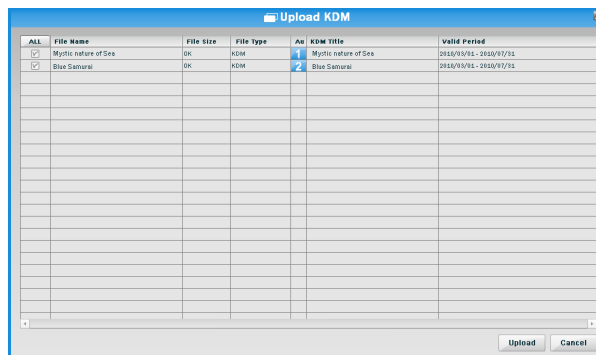 Upload KDM
ALL File Name File Size File Type Au KDM Title Valid Period
Mystic nature of Sea 0K KDM 1 Mystic nature of Sea 2010/03/01 - 2010/07/31
Blue Samurai 0K KDM 2 Blue Samurai 2010/03/01 - 2010/07/31
Upload Cancel